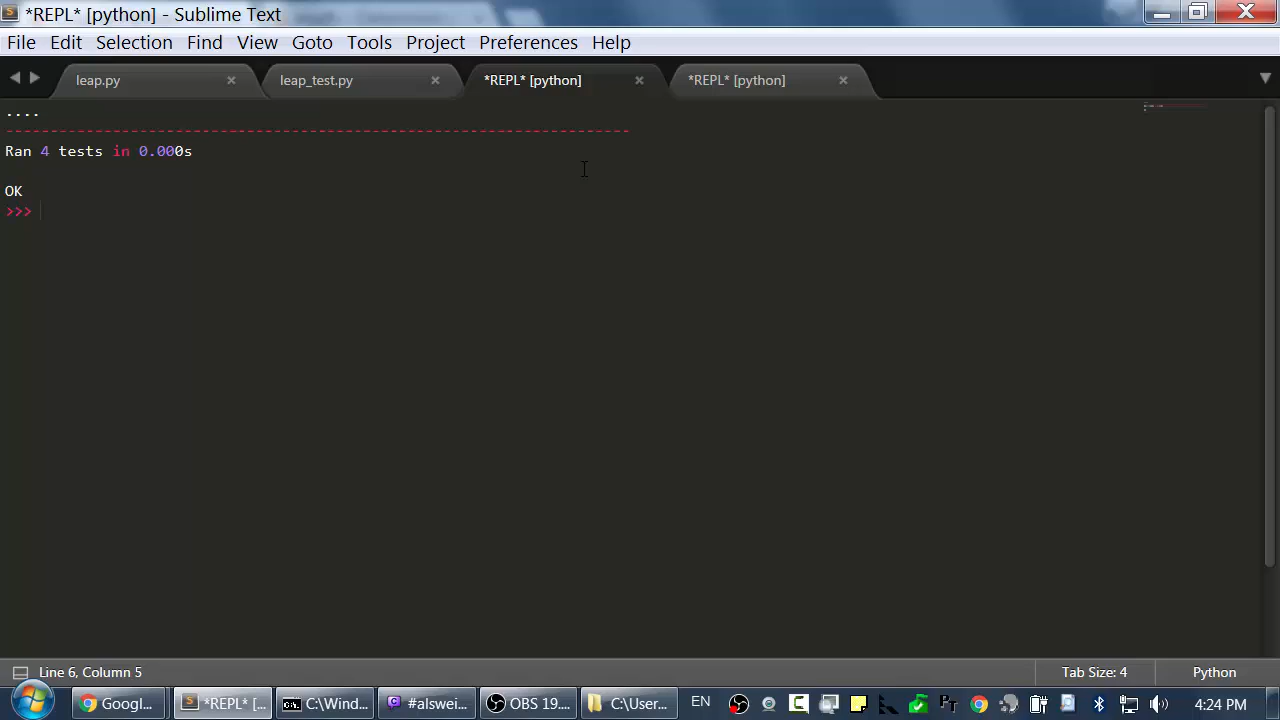 *REPL* [python] - Sublime Text
File Edit Selection Find View Goto Tools Project Preferences Help
leap.py leap_test.py *REPL* [python] *REPL* [python]
....
----------------------------------------------------------------------
Ran 4 tests in 0.000s
OK
>>>
Line 6, Column 5 Tab Size: 4 Python
Googl... *REPL* [... C:\Wind... #alswei... OBS 19.... C:\User... EN 4:24 PM